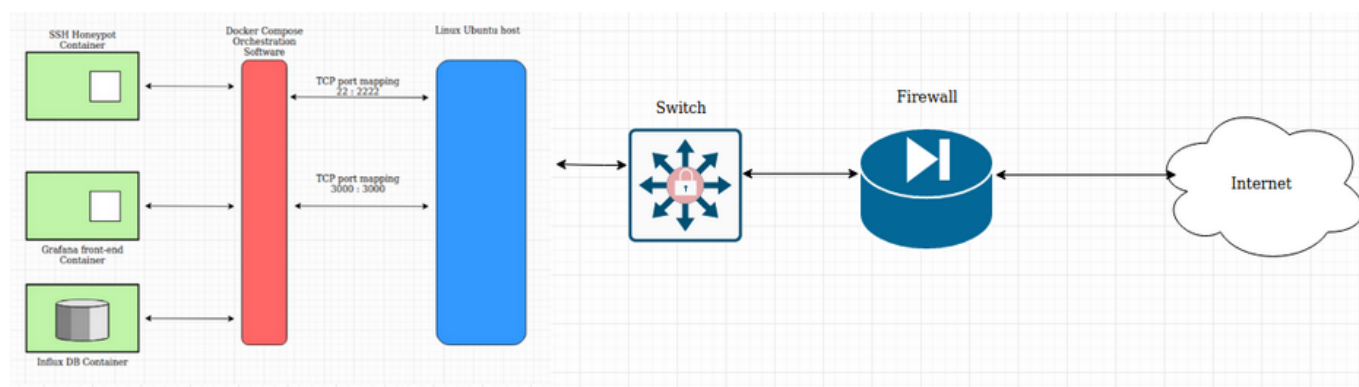 SSH Honeypot
Container
Docker Compose
Orchestration
Software
Linux Ubuntu host
TCP port mapping
22 : 2222
TCP port mapping
3000 : 3000
Grafana front-end
Container
Influx DB Container
Switch
Firewall
Internet